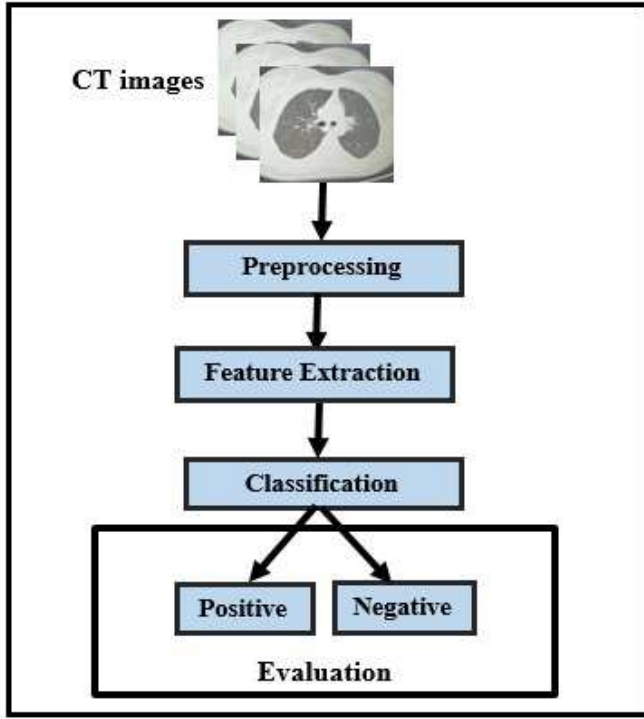 CT images
Preprocessing
Feature Extraction
Classification
Positive
Negative
Evaluation